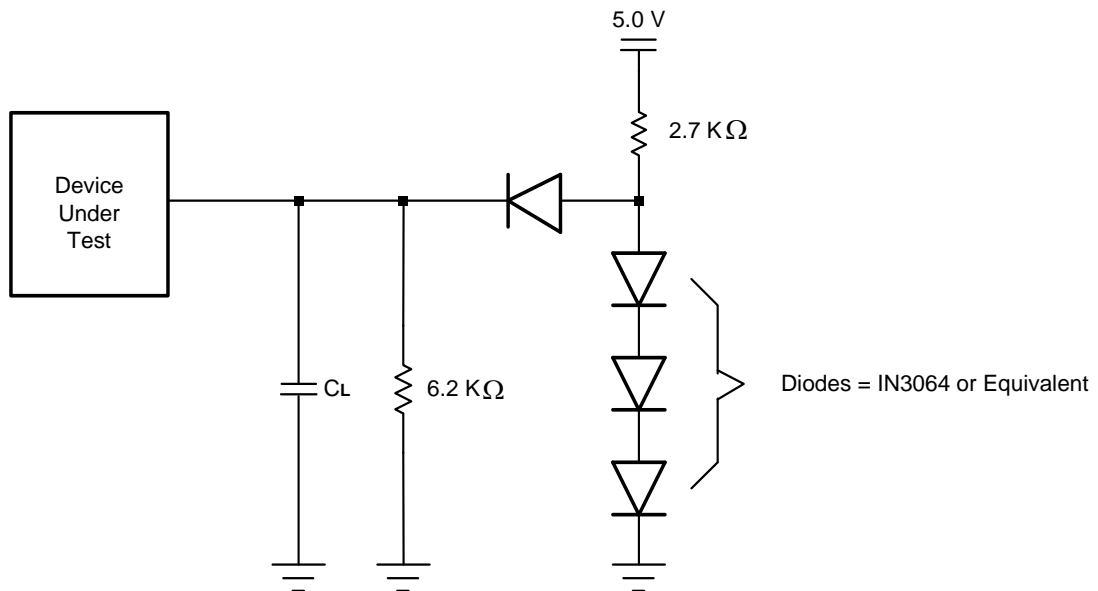 5.0 V
2.7 KΩ
Device
Under
Test
CL
6.2 KΩ
Diodes = IN3064 or Equivalent